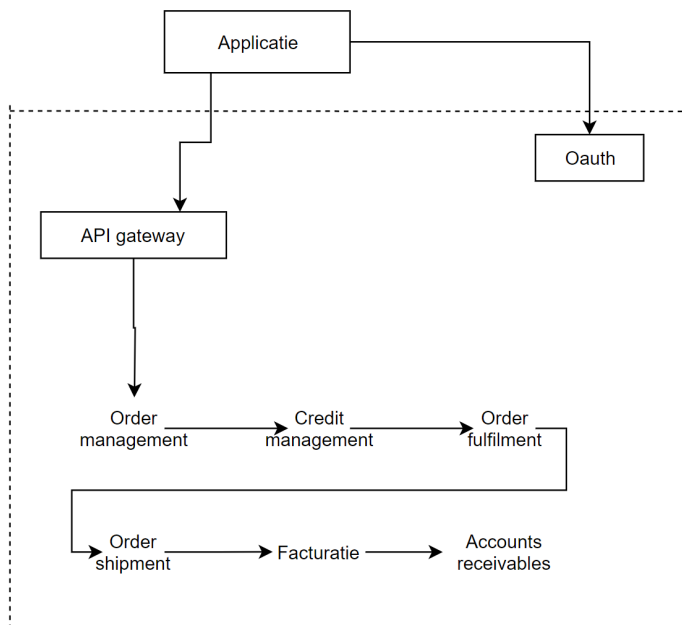 Applicatie
Oauth
API gateway
Order
management
Credit
management
Order
fulfilment
Order
shipment
Facturatie
Accounts
receivables